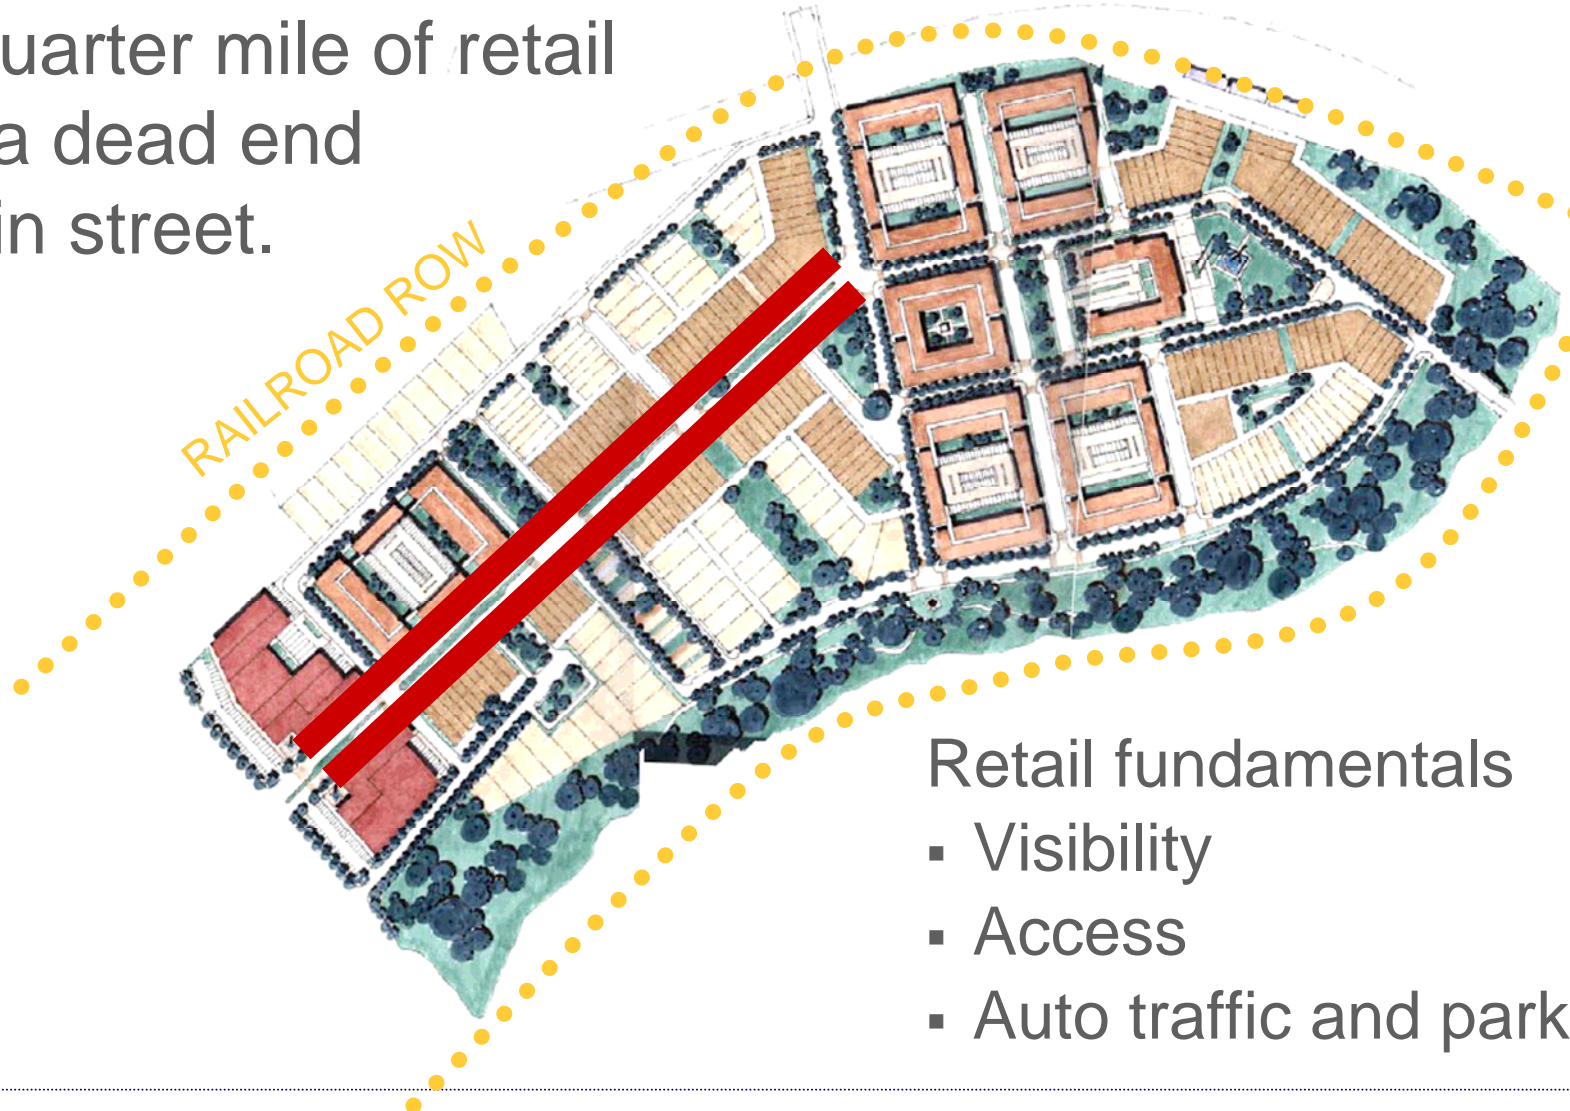 uarter mile of retail
a dead end
in street.
RAILROAD ROW
Retail fundamentals
▪ Visibility
▪ Access
▪ Auto traffic and park